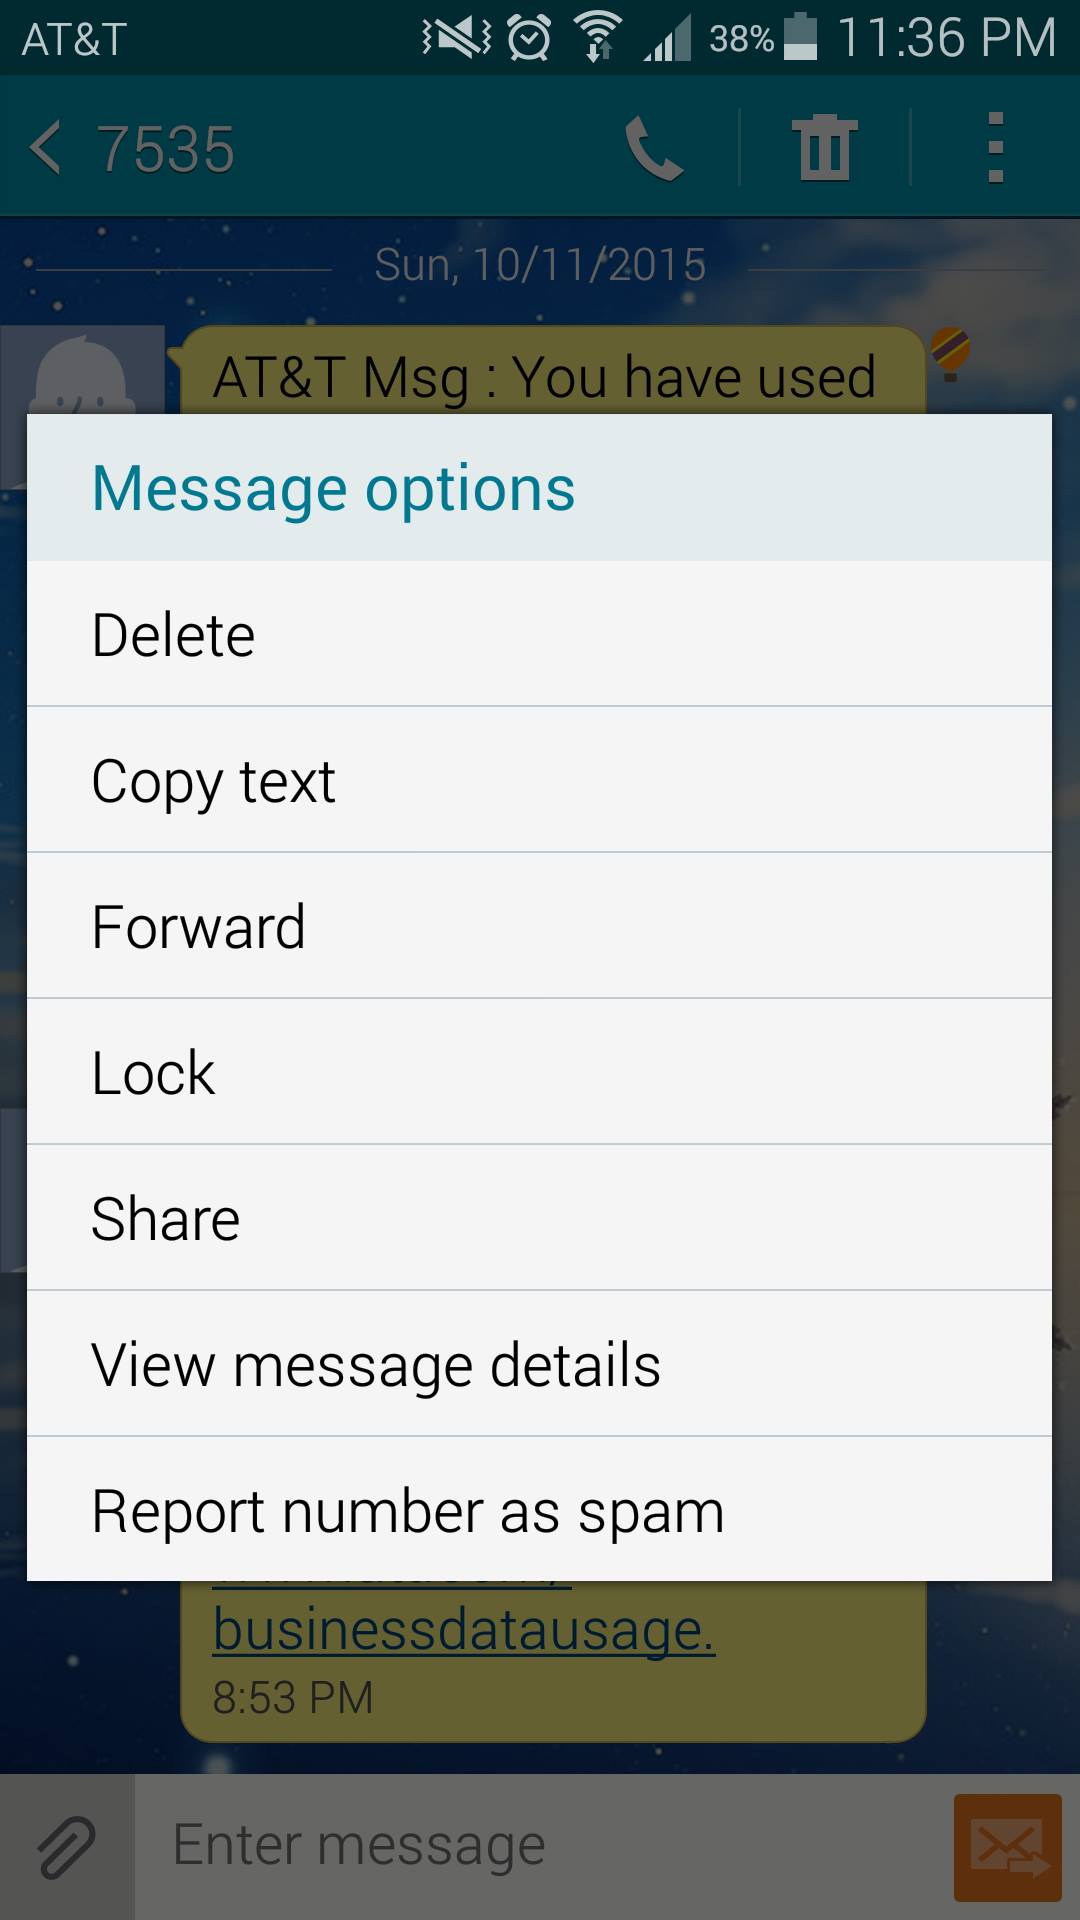 AT&T 38% 11:36 PM
7535
Sun, 10/11/2015
AT&T Msg : You have used
Message options
Delete
Copy text
Forward
Lock
Share
View message details
Report number as spam
businessdatausage.
8:53 PM
Enter message